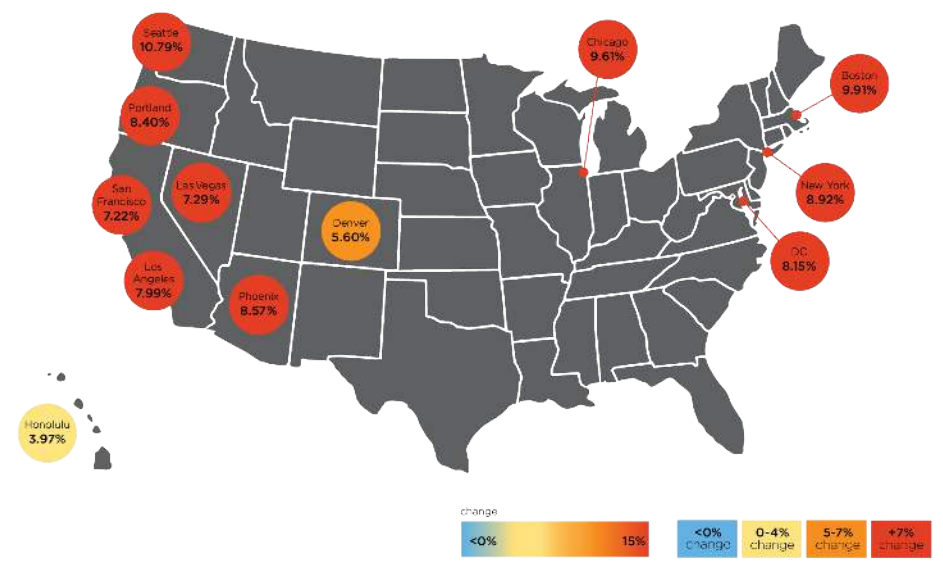 Seattle
10.79%
Chicago
9.61%
Boston
9.91%
Portland
8.40%
San
Francisco
7.22%
Las Vegas
7.29%
New York
8.92%
Denver
5.60%
DC
8.15%
Los
Angeles
7.99%
Phoenix
8.57%
Honolulu
3.97%
change
<0%
15%
<0%
change
0-4%
change
5-7%
change
+7%
change